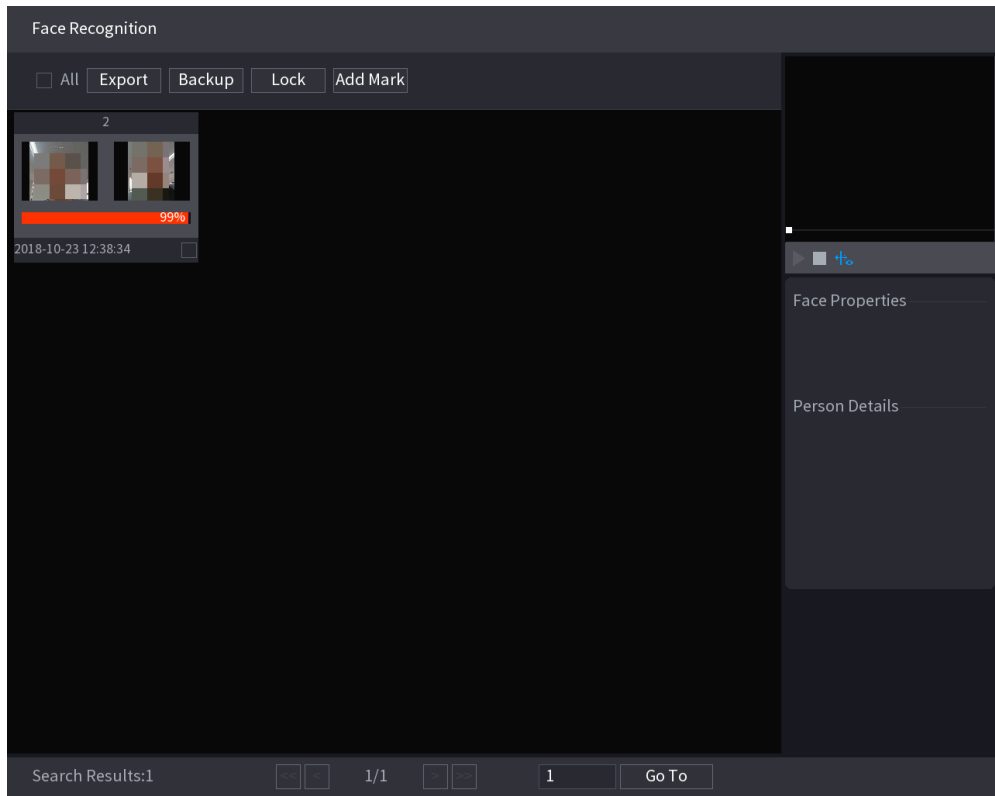 Face Recognition
All Export Backup Lock Add Mark
2
99%
2018-10-23 12:38:34
Face Properties
Person Details
Search Results:1 << < 1/1 > >> 1 Go To